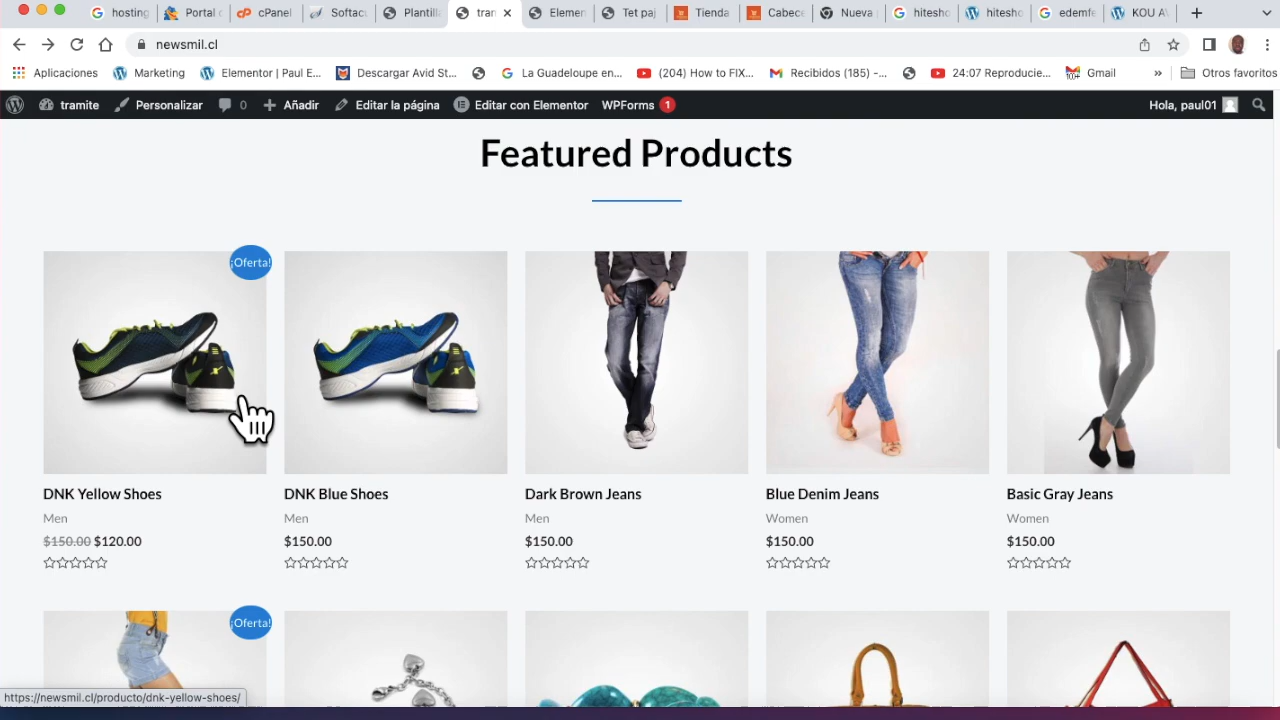 hosting Portal d cPanel Softacu Plantill tran Elemen Tet paj Tienda Cabece Nueva hitesho hitesho edemfe KOU AV
newsmil.cl
Aplicaciones Marketing Elementor | Paul E... Descargar Avid St... La Guadeloupe en... (204) How to FIX... Recibidos (185) -... 24:07 Reproducie... Gmail » Otros favoritos
tramite Personalizar 0 Añadir Editar la página Editar con Elementor WPForms 1 Hola, paul01
Featured Products
¡Oferta!
DNK Yellow Shoes DNK Blue Shoes Dark Brown Jeans Blue Denim Jeans Basic Gray Jeans
Men Men Men Women Women
$150.00 $120.00 $150.00 $150.00 $150.00 $150.00
¡Oferta!
https://newsmil.cl/producto/dnk-yellow-shoes/